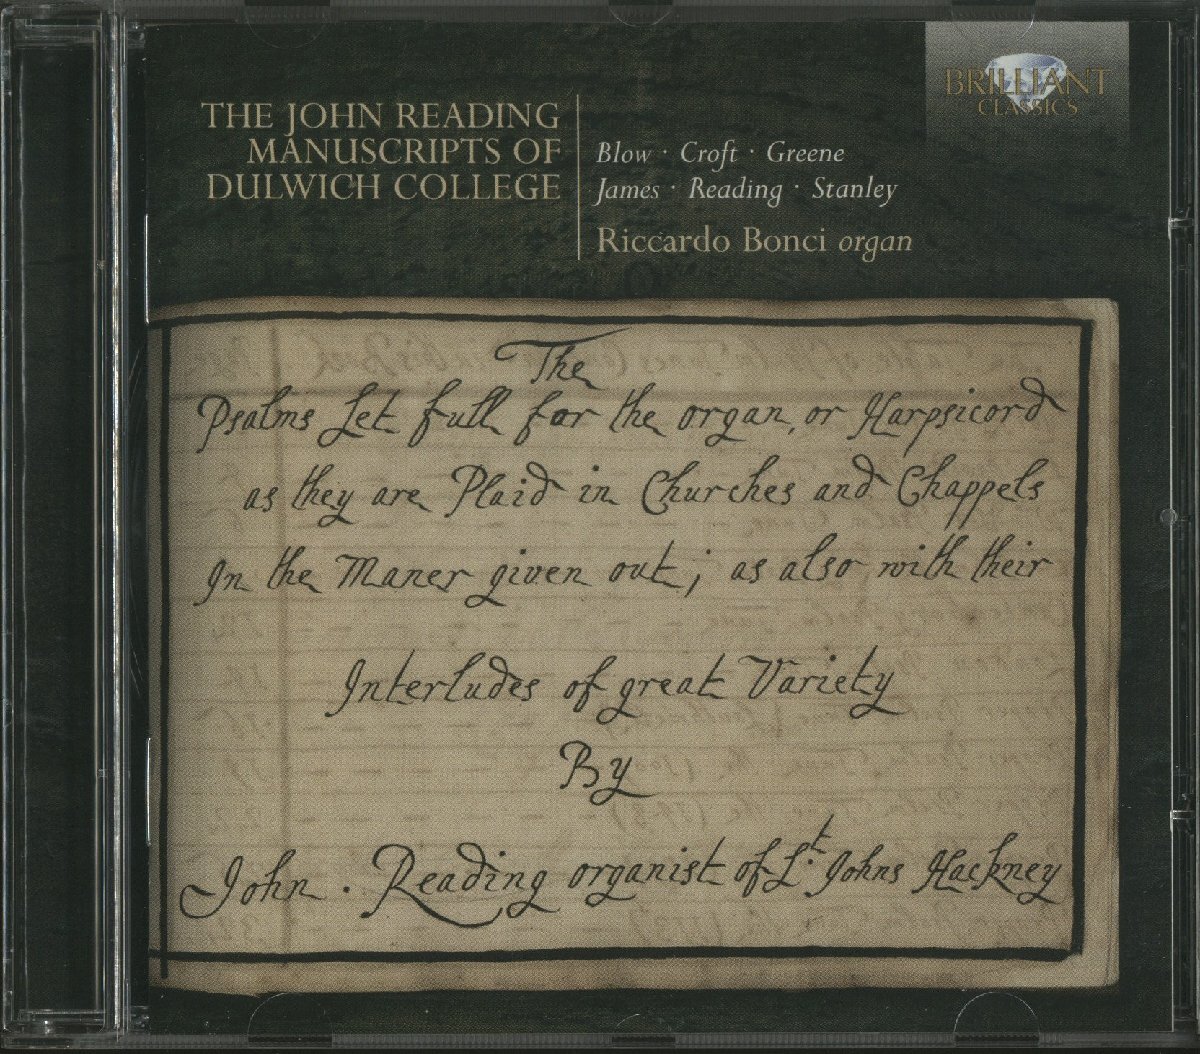 BRILLIANT
CLASSICS
THE JOHN READING
MANUSCRIPTS OF
DULWICH COLLEGE
Blow · Croft · Greene
James · Reading · Stanley
Riccardo Bonci organ
The
Psalms Set full for the organ, or Harpsicord
as they are Plaid in Churches and Chappels
In the Maner given out; as also with their
Interludes of great Variety
By
John . Reading organist of St. Johns Hackney